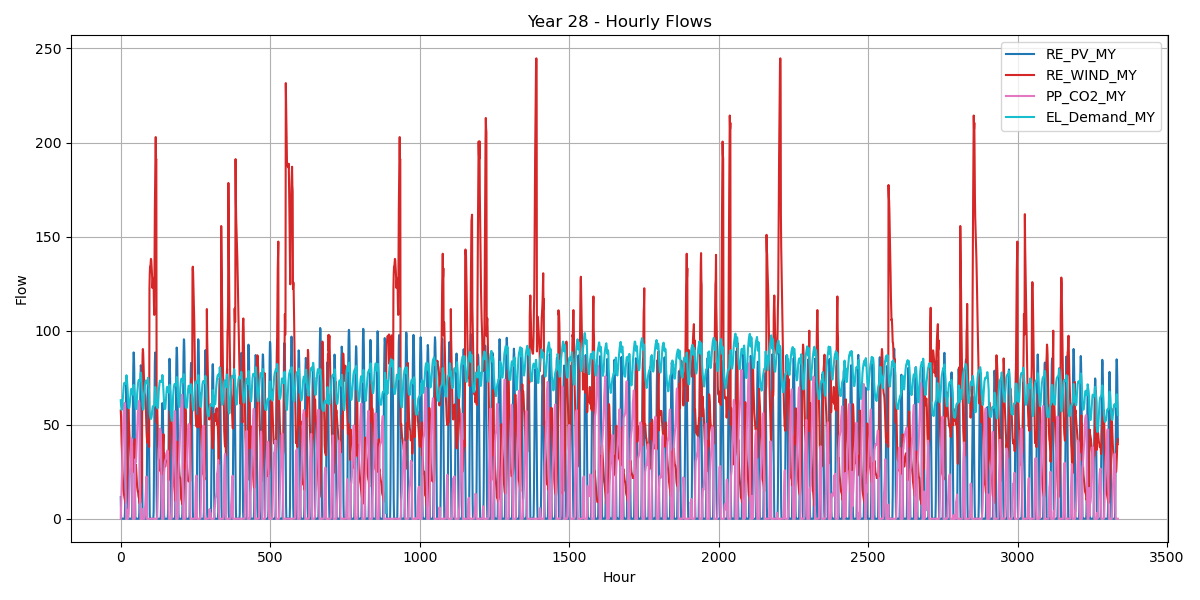 Year 28 - Hourly Flows
250
200
150
100
50
0
Flow
RE_PV_MY
RE_WIND_MY
PP_CO2_MY
EL_Demand_MY
0
500
1000
1500
2000
2500
3000
3500
Hour